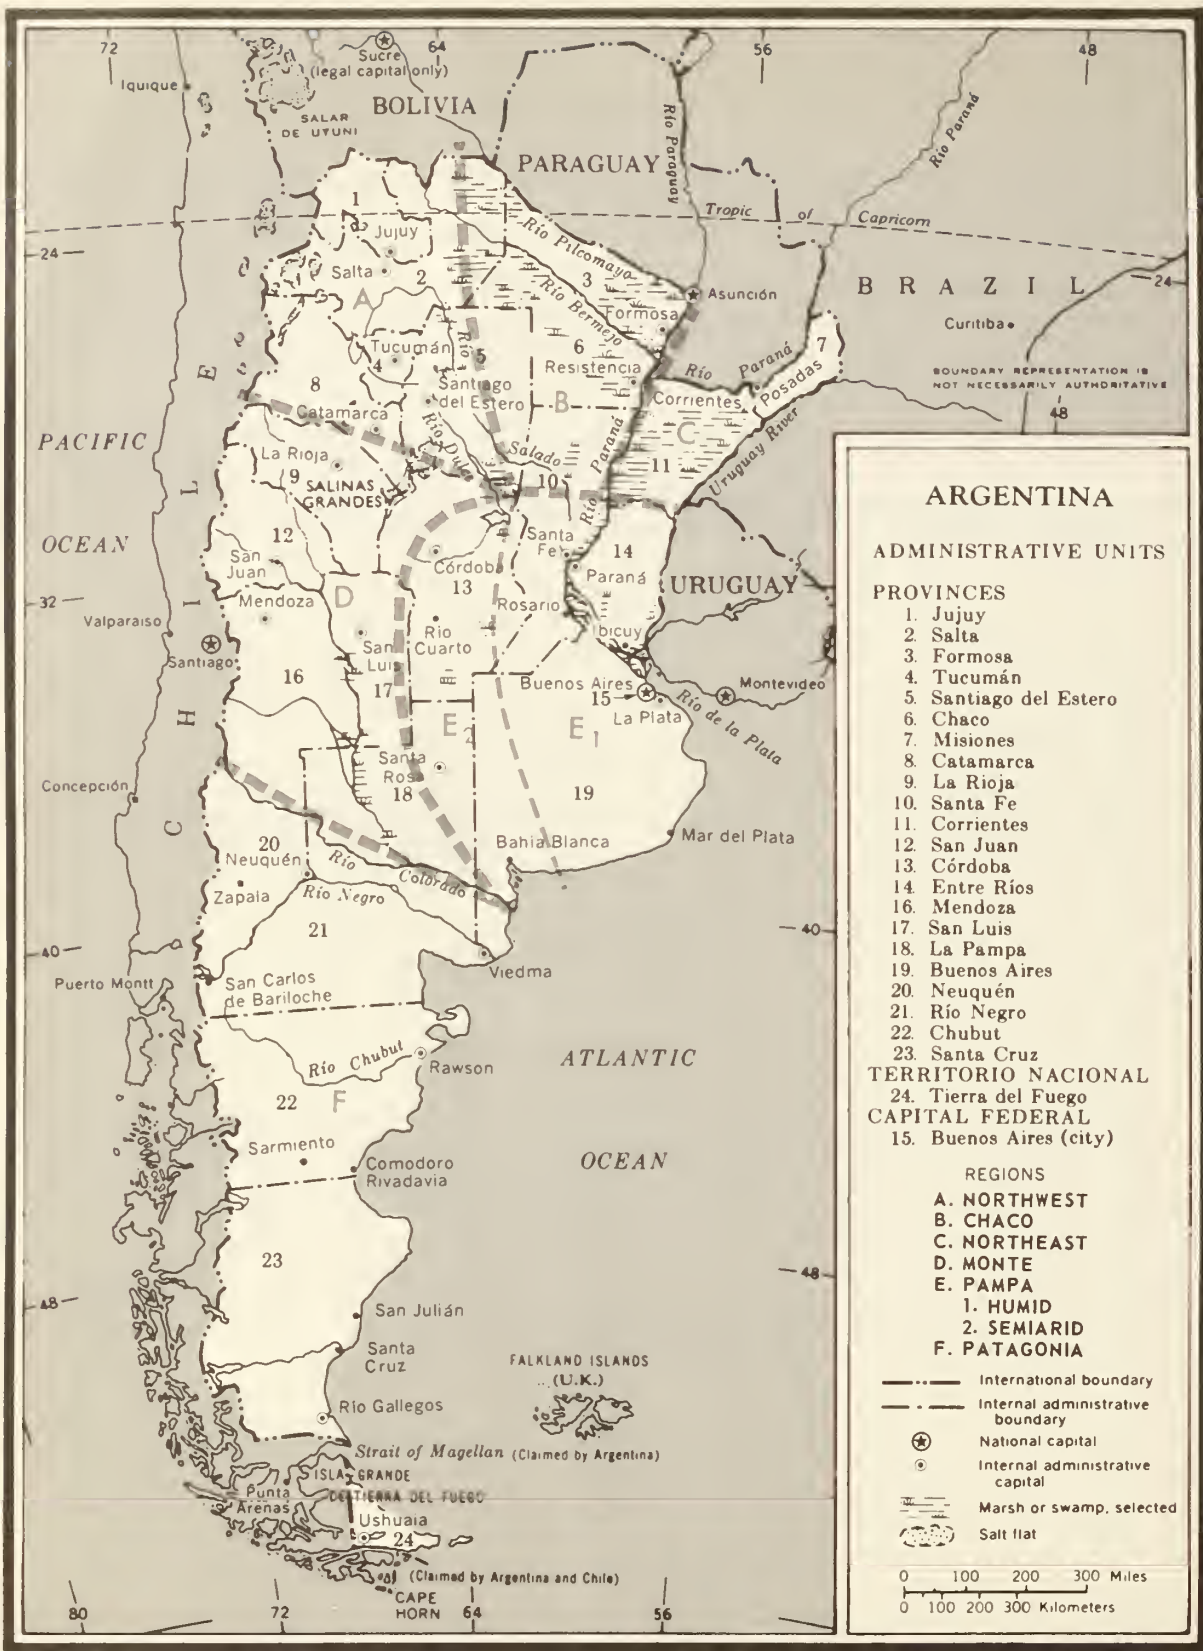 72
64
56
48
Sucre
(legal capital only)
Iquique
SALAR
DE UYUNI
BOLIVIA
PARAGUAY
Río Paraguay
Río Paraná
Tropic of Capricorn
1
Jujuy
24
Salta
2
A
Río Pilcomayo
3
Río Bermejo
Formosa
Asunción
BRAZIL
24
Curitiba
BOUNDARY REPRESENTATION IS
NOT NECESSARILY AUTHORITATIVE
48
Tucumán
4
Río
5
6
Resistencia
Río Paraná
7
Posadas
8
Santiago
del Estero
B
Corrientes
C
Catamarca
Río Dulce
Salado
Río Paraná
11
Uruguay River
PACIFIC
OCEAN
CHILE
La Rioja
9
SALINAS
GRANDES
10
12
San
Juan
Córdoba
13
Santa
Fe
14
Paraná
URUGUAY
32
Valparaiso
Mendoza
D
Rosario
Santiago
San
Luis
17
Río
Cuarto
Ibicuy
16
Buenos Aires
15
Montevideo
La Plata
Río de la Plata
E2
E1
Santa
Rosa
18
19
Concepción
Mar del Plata
Bahía Blanca
20
Neuquén
Río Colorado
Zapala
Río Negro
21
40
40
Viedma
Puerto Montt
San Carlos
de Bariloche
Río Chubut
Rawson
ATLANTIC
OCEAN
22
F
Sarmiento
Comodoro
Rivadavia
23
48
48
San Julián
Santa
Cruz
FALKLAND ISLANDS
(U.K.)
Río Gallegos
Strait of Magellan (Claimed by Argentina)
ISLA GRANDE
DE TIERRA DEL FUEGO
Punta
Arenas
Ushuaia
24
(Claimed by Argentina and Chile)
CAPE
HORN
80
72
64
56
ARGENTINA
ADMINISTRATIVE UNITS
PROVINCES
1. Jujuy
2. Salta
3. Formosa
4. Tucumán
5. Santiago del Estero
6. Chaco
7. Misiones
8. Catamarca
9. La Rioja
10. Santa Fe
11. Corrientes
12. San Juan
13. Córdoba
14. Entre Ríos
16. Mendoza
17. San Luis
18. La Pampa
19. Buenos Aires
20. Neuquén
21. Río Negro
22. Chubut
23. Santa Cruz
TERRITORIO NACIONAL
24. Tierra del Fuego
CAPITAL FEDERAL
15. Buenos Aires (city)
REGIONS
A. NORTHWEST
B. CHACO
C. NORTHEAST
D. MONTE
E. PAMPA
1. HUMID
2. SEMIARID
F. PATAGONIA
International boundary
Internal administrative
boundary
National capital
Internal administrative
capital
Marsh or swamp, selected
Salt flat
0 100 200 300 Miles
0 100 200 300 Kilometers